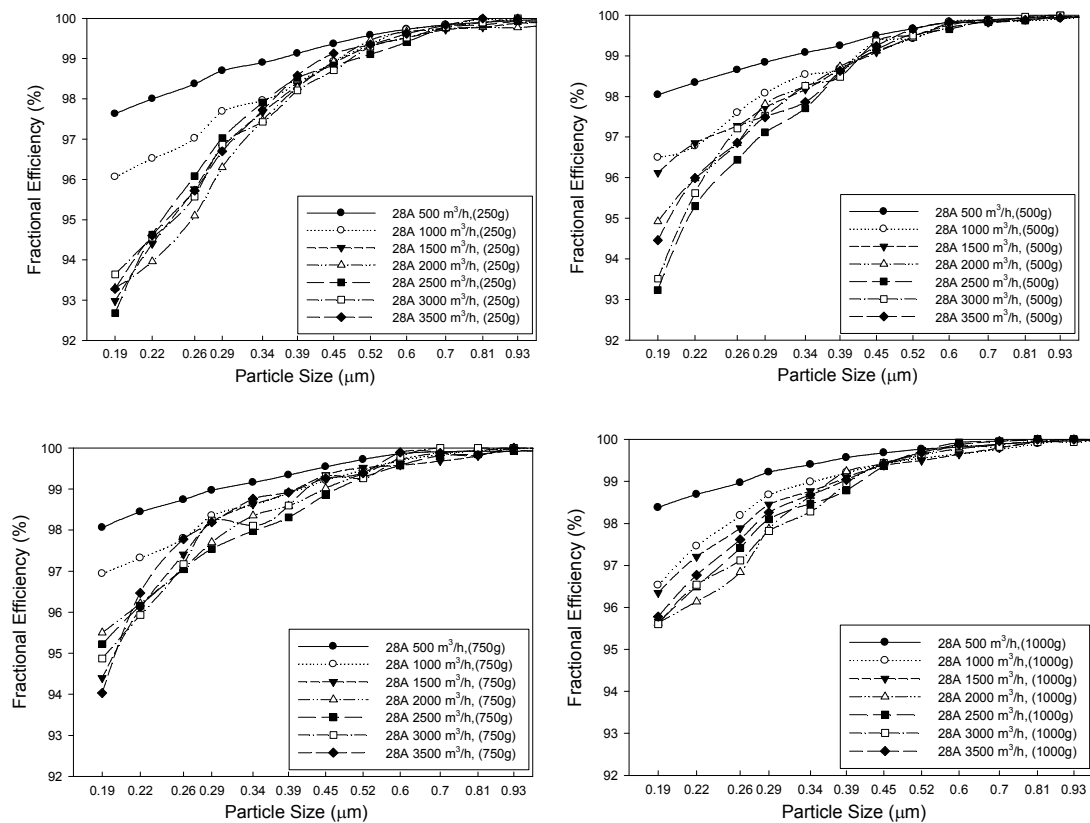 Fractional Efficiency (%)
100
99
98
97
96
95
94
93
92
28A 500 m³/h,(250g)
28A 1000 m³/h,(250g)
28A 1500 m³/h, (250g)
28A 2000 m³/h, (250g)
28A 2500 m³/h, (250g)
28A 3000 m³/h, (250g)
28A 3500 m³/h, (250g)
0.19 0.22 0.26 0.29 0.34 0.39 0.45 0.52 0.6 0.7 0.81 0.93
Particle Size (μm)
Fractional Efficiency (%)
100
99
98
97
96
95
94
93
92
28A 500 m³/h,(500g)
28A 1000 m³/h,(500g)
28A 1500 m³/h, (500g)
28A 2000 m³/h, (500g)
28A 2500 m³/h, (500g)
28A 3000 m³/h, (500g)
28A 3500 m³/h, (500g)
0.19 0.22 0.26 0.29 0.34 0.39 0.45 0.52 0.6 0.7 0.81 0.93
Particle Size (μm)
Fractional Efficiency (%)
100
99
98
97
96
95
94
93
92
28A 500 m³/h,(750g)
28A 1000 m³/h,(750g)
28A 1500 m³/h, (750g)
28A 2000 m³/h, (750g)
28A 2500 m³/h, (750g)
28A 3000 m³/h, (750g)
28A 3500 m³/h, (750g)
0.19 0.22 0.26 0.29 0.34 0.39 0.45 0.52 0.6 0.7 0.81 0.93
Particle Size (μm)
Fractional Efficiency (%)
100
99
98
97
96
95
94
93
92
28A 500 m³/h,(1000g)
28A 1000 m³/h,(1000g)
28A 1500 m³/h, (1000g)
28A 2000 m³/h, (1000g)
28A 2500 m³/h, (1000g)
28A 3000 m³/h, (1000g)
28A 3500 m³/h, (1000g)
0.19 0.22 0.26 0.29 0.34 0.39 0.45 0.52 0.6 0.7 0.81 0.93
Particle Size (μm)